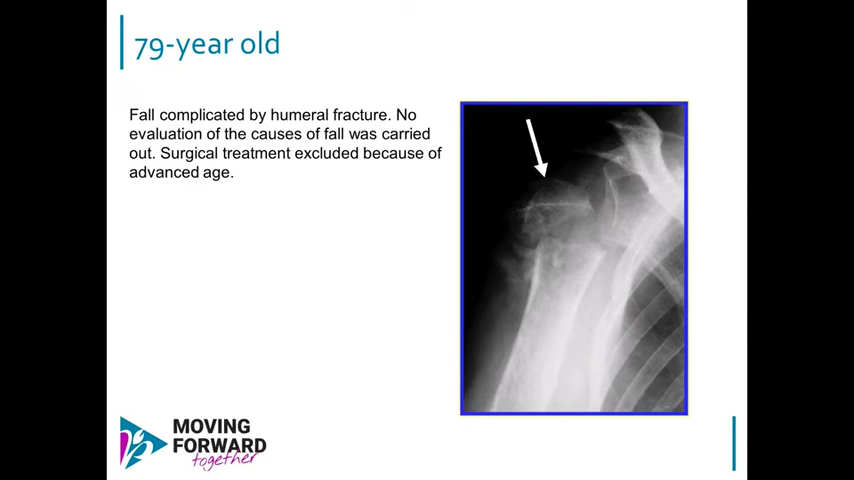 79-year old
Fall complicated by humeral fracture. No
evaluation of the causes of fall was carried
out. Surgical treatment excluded because of
advanced age.
MOVING
FORWARD
together